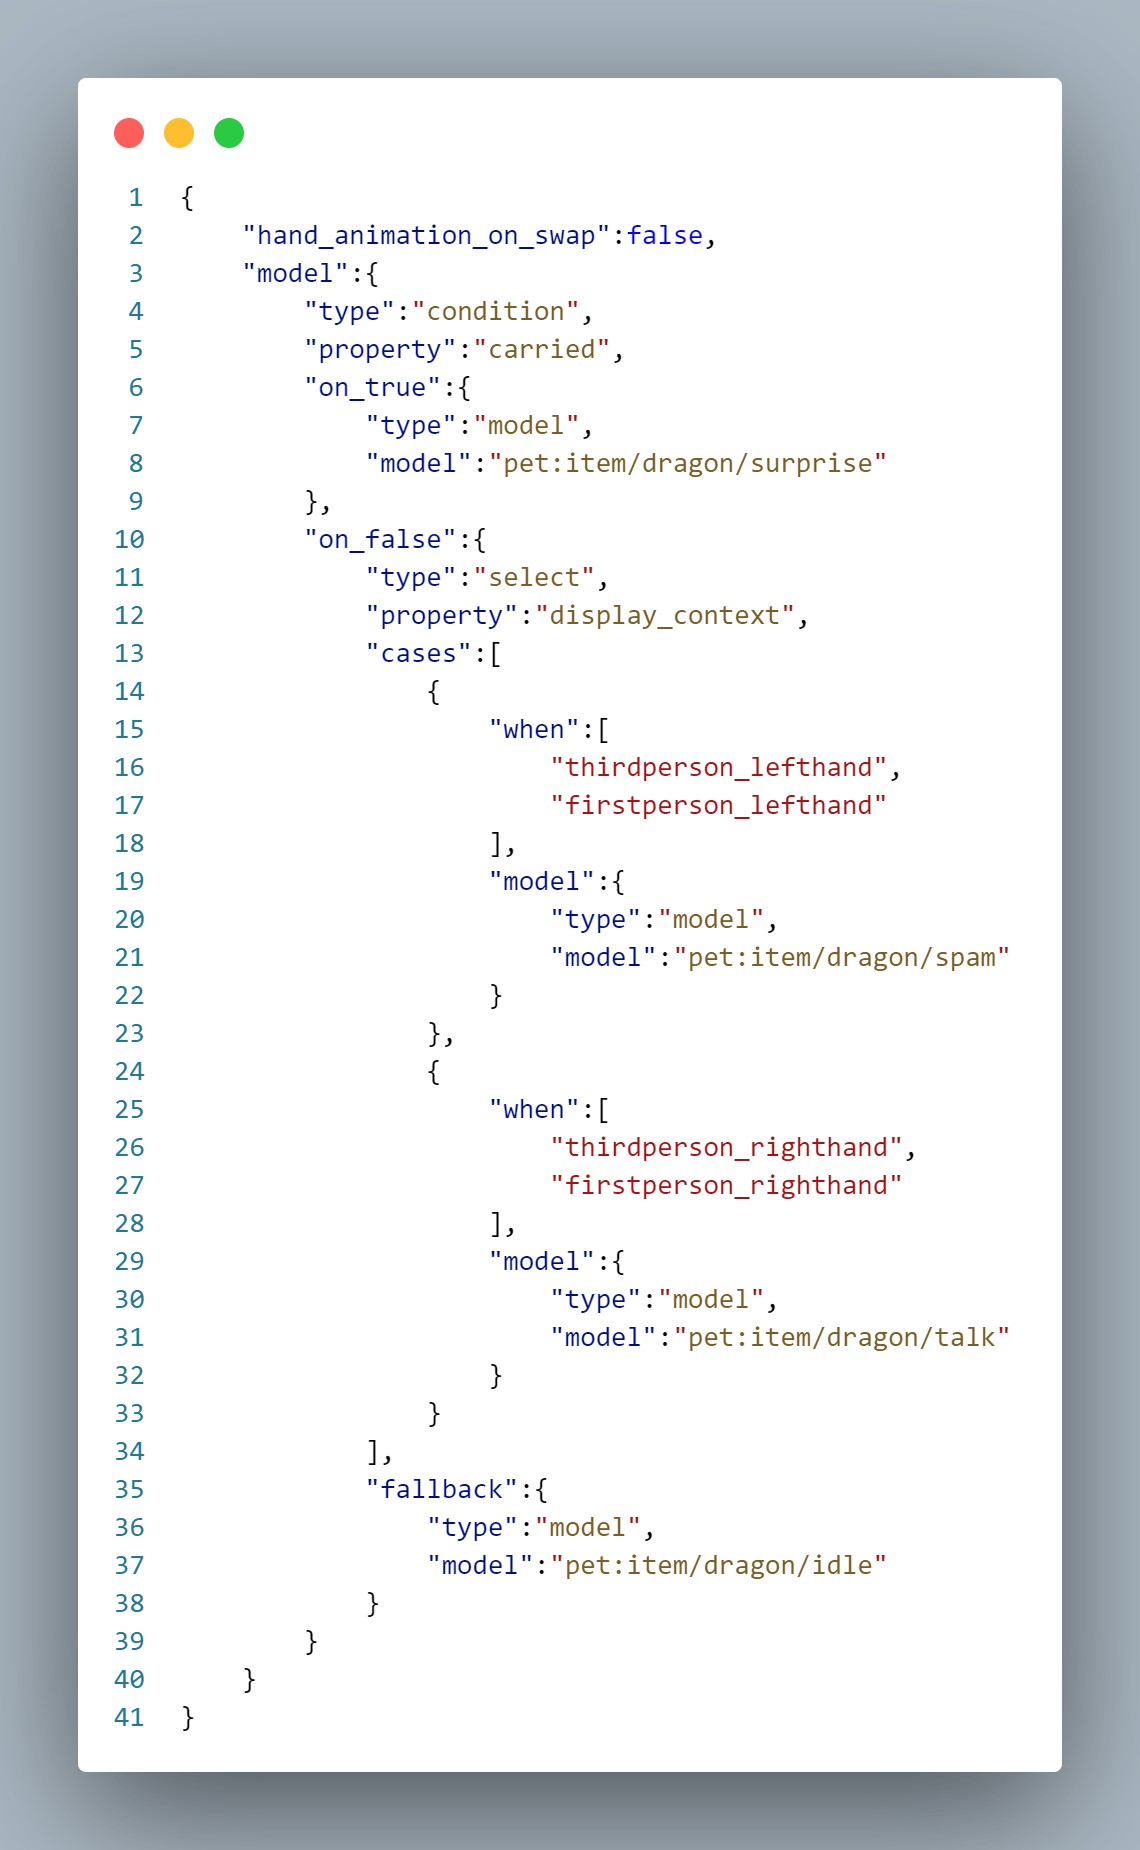 1 {
2     "hand_animation_on_swap":false,
3     "model":{
4         "type":"condition",
5         "property":"carried",
6         "on_true":{
7             "type":"model",
8             "model":"pet:item/dragon/surprise"
9         },
10         "on_false":{
11             "type":"select",
12             "property":"display_context",
13             "cases":[
14                 {
15                     "when":[
16                         "thirdperson_lefthand",
17                         "firstperson_lefthand"
18                     ],
19                     "model":{
20                         "type":"model",
21                         "model":"pet:item/dragon/spam"
22                     }
23                 },
24                 {
25                     "when":[
26                         "thirdperson_righthand",
27                         "firstperson_righthand"
28                     ],
29                     "model":{
30                         "type":"model",
31                         "model":"pet:item/dragon/talk"
32                     }
33                 }
34             ],
35             "fallback":{
36                 "type":"model",
37                 "model":"pet:item/dragon/idle"
38             }
39         }
40     }
41 }